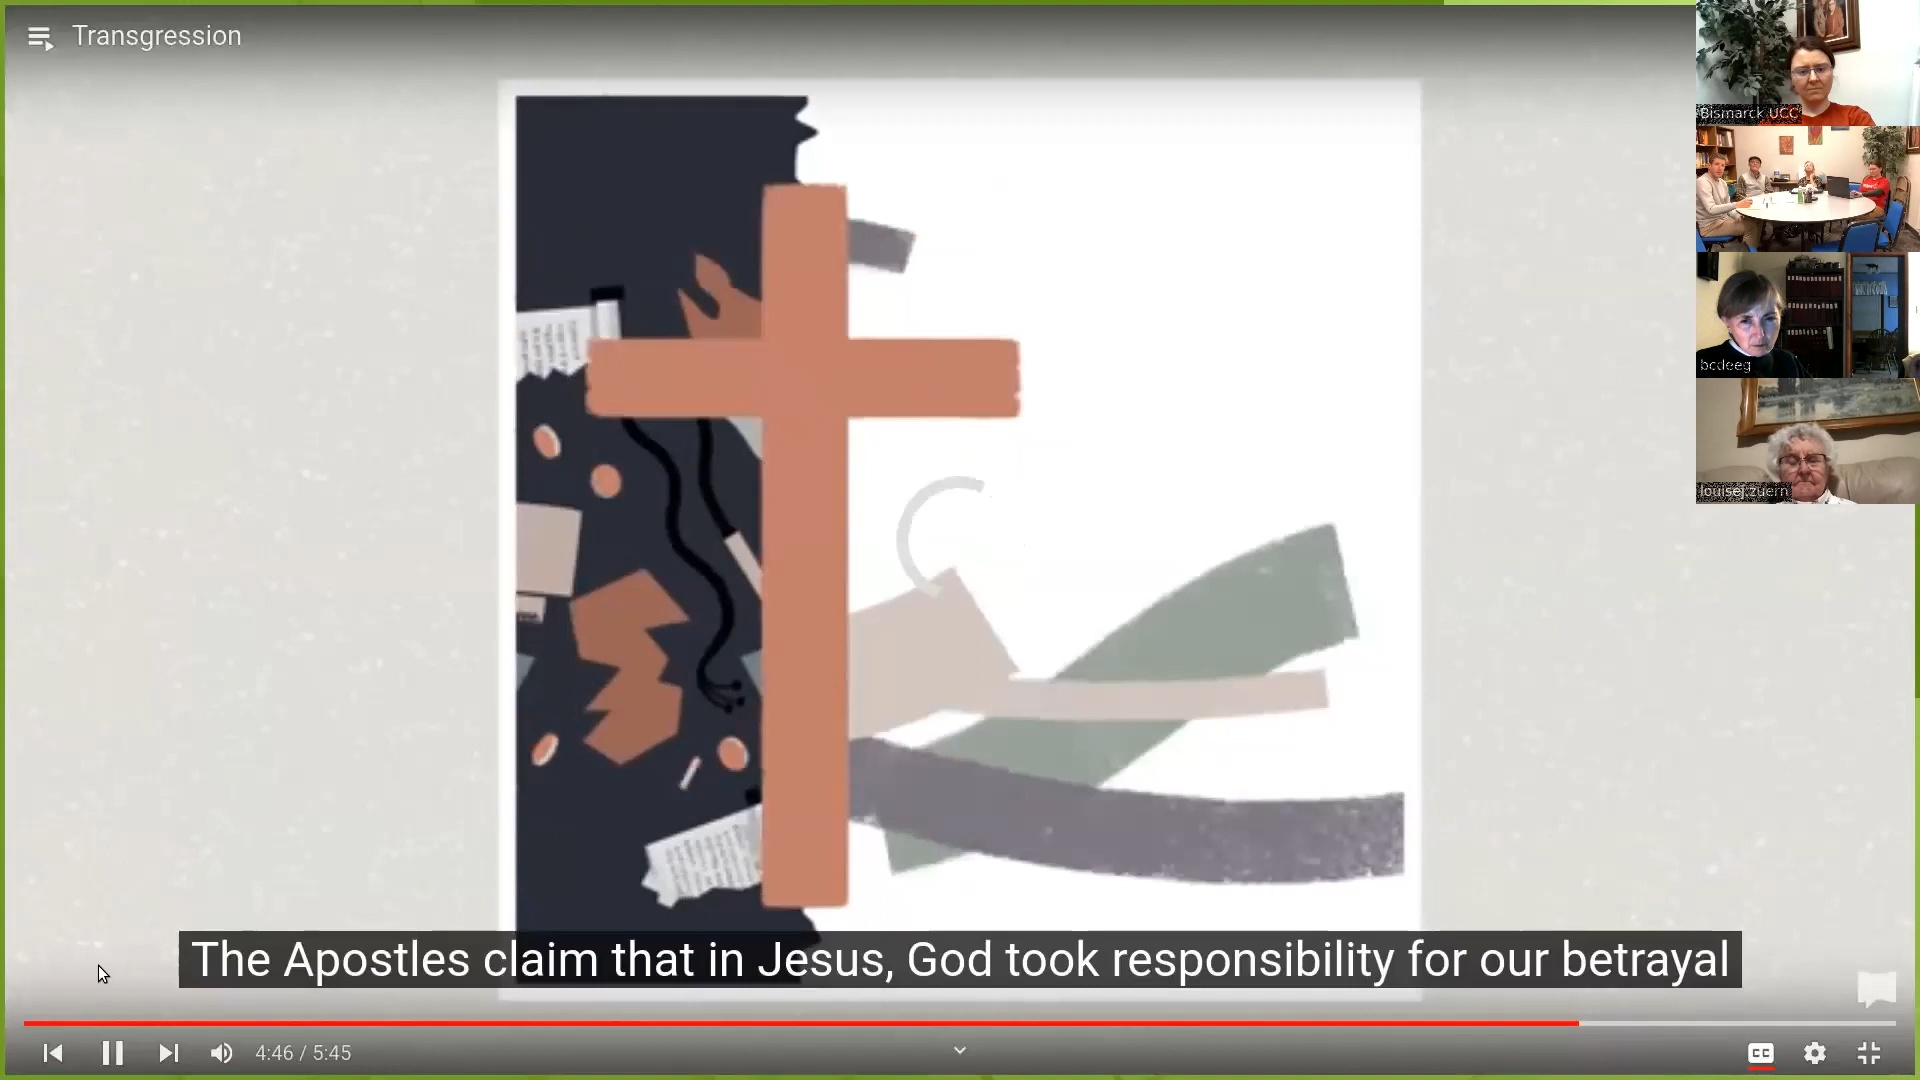 Transgression
Bismarck UCC
bcdeeg
louisej.zuern
The Apostles claim that in Jesus, God took responsibility for our betrayal
4:46 / 5:45
CC